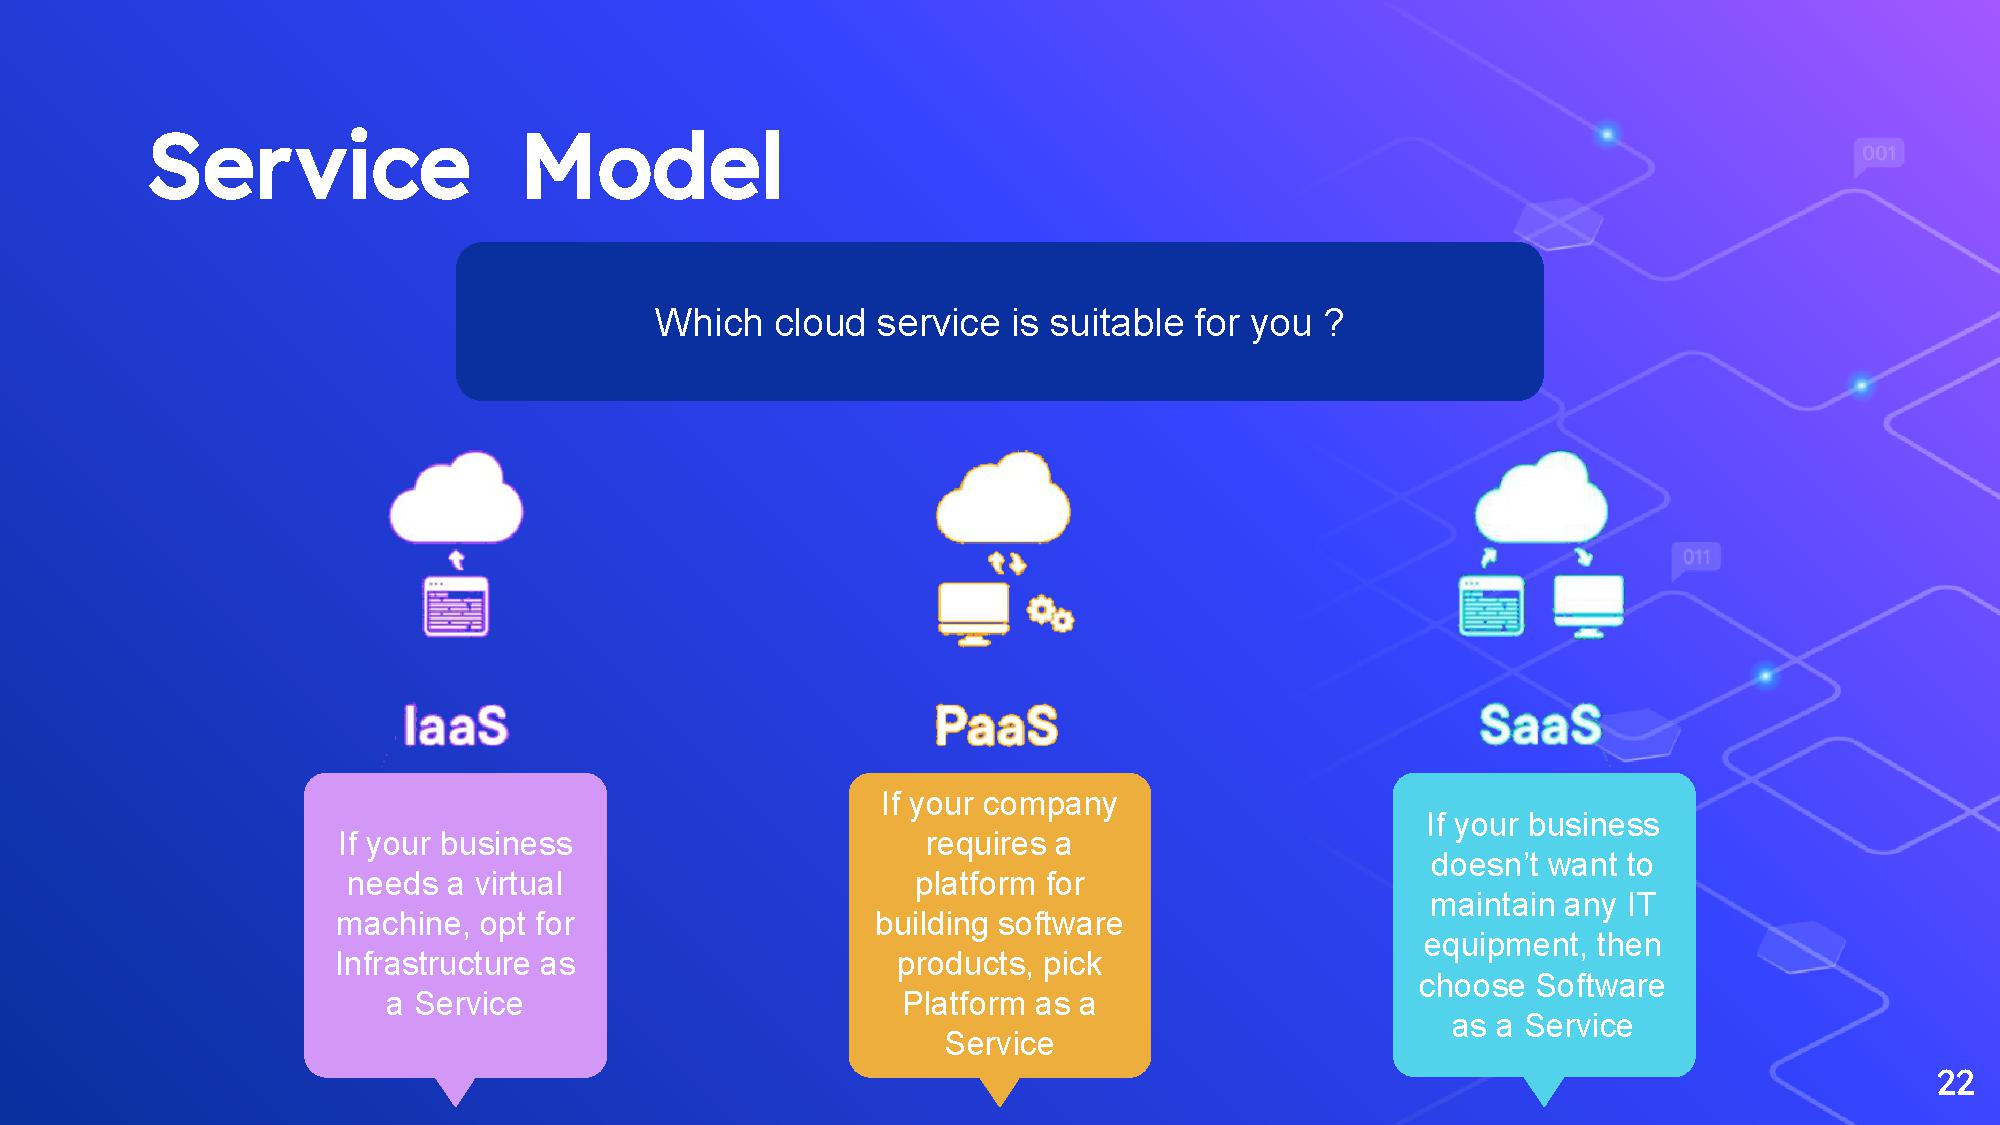 Service Model
Which cloud service is suitable for you ?
001
011
IaaS
PaaS
SaaS
If your business
needs a virtual
machine, opt for
Infrastructure as
a Service
If your company
requires a
platform for
building software
products, pick
Platform as a
Service
If your business
doesn’t want to
maintain any IT
equipment, then
choose Software
as a Service
22